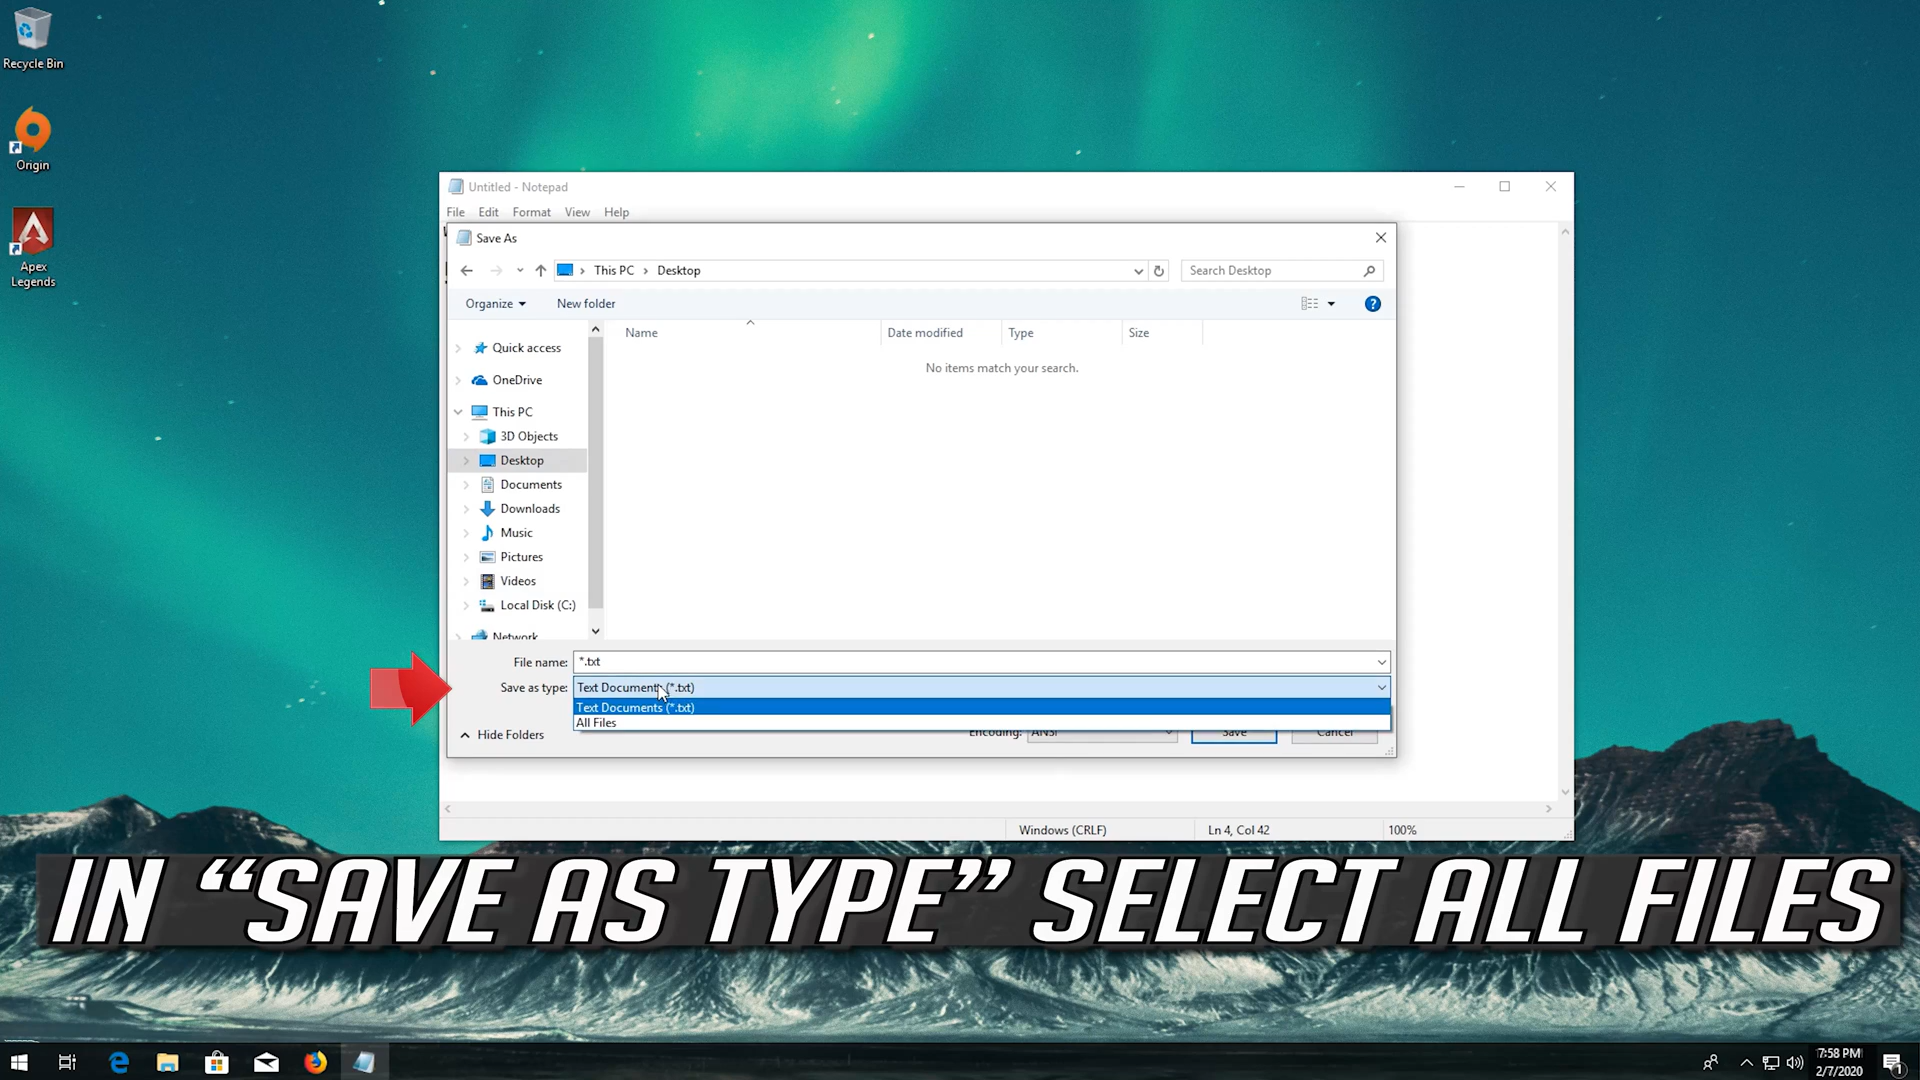 Recycle Bin
Origin
Apex
Legends
Untitled - Notepad
File Edit Format View Help
Save As
This PC > Desktop
Search Desktop
Organize New folder
Name Date modified Type Size
No items match your search.
Quick access
OneDrive
This PC
3D Objects
Desktop
Documents
Downloads
Music
Pictures
Videos
Local Disk (C:)
Network
File name: *.txt
Save as type: Text Documents (*.txt)
Text Documents (*.txt)
All Files
Hide Folders
Encoding: ANSI Save Cancel
Windows (CRLF) Ln 4, Col 42 100%
IN “SAVE AS TYPE” SELECT ALL FILES
7:58 PM
2/7/2020
1